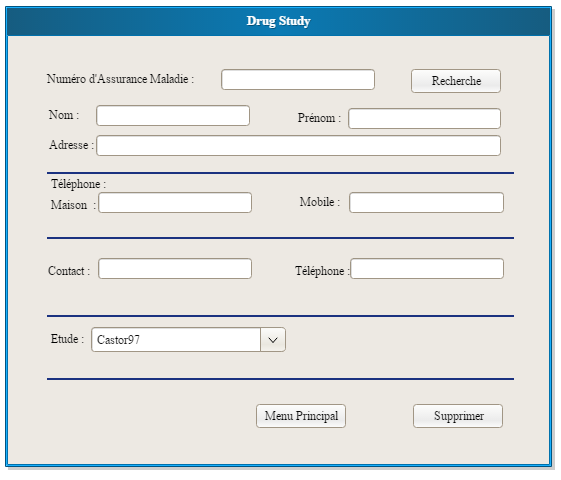 Drug Study
Numéro d'Assurance Maladie : Recherche
Nom : Prénom :
Adresse :
Téléphone :
Maison : Mobile :
Contact : Téléphone :
Etude : Castor97
Menu Principal Supprimer